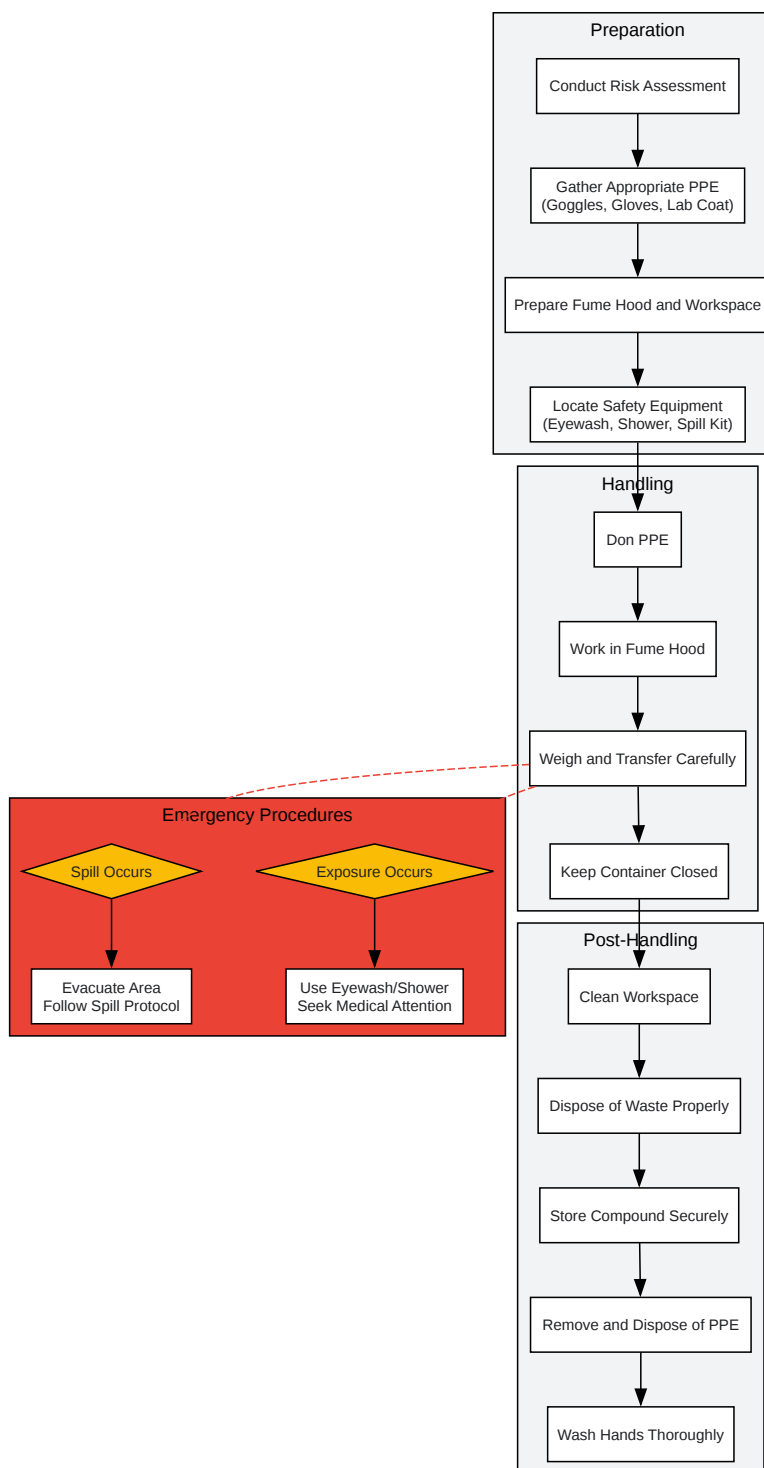 Preparation
Conduct Risk Assessment
Gather Appropriate PPE
(Goggles, Gloves, Lab Coat)
Prepare Fume Hood and Workspace
Locate Safety Equipment
(Eyewash, Shower, Spill Kit)
Handling
Don PPE
Work in Fume Hood
Weigh and Transfer Carefully
Keep Container Closed
Emergency Procedures
Spill Occurs
Exposure Occurs
Evacuate Area
Follow Spill Protocol
Use Eyewash/Shower
Seek Medical Attention
Post-Handling
Clean Workspace
Dispose of Waste Properly
Store Compound Securely
Remove and Dispose of PPE
Wash Hands Thoroughly